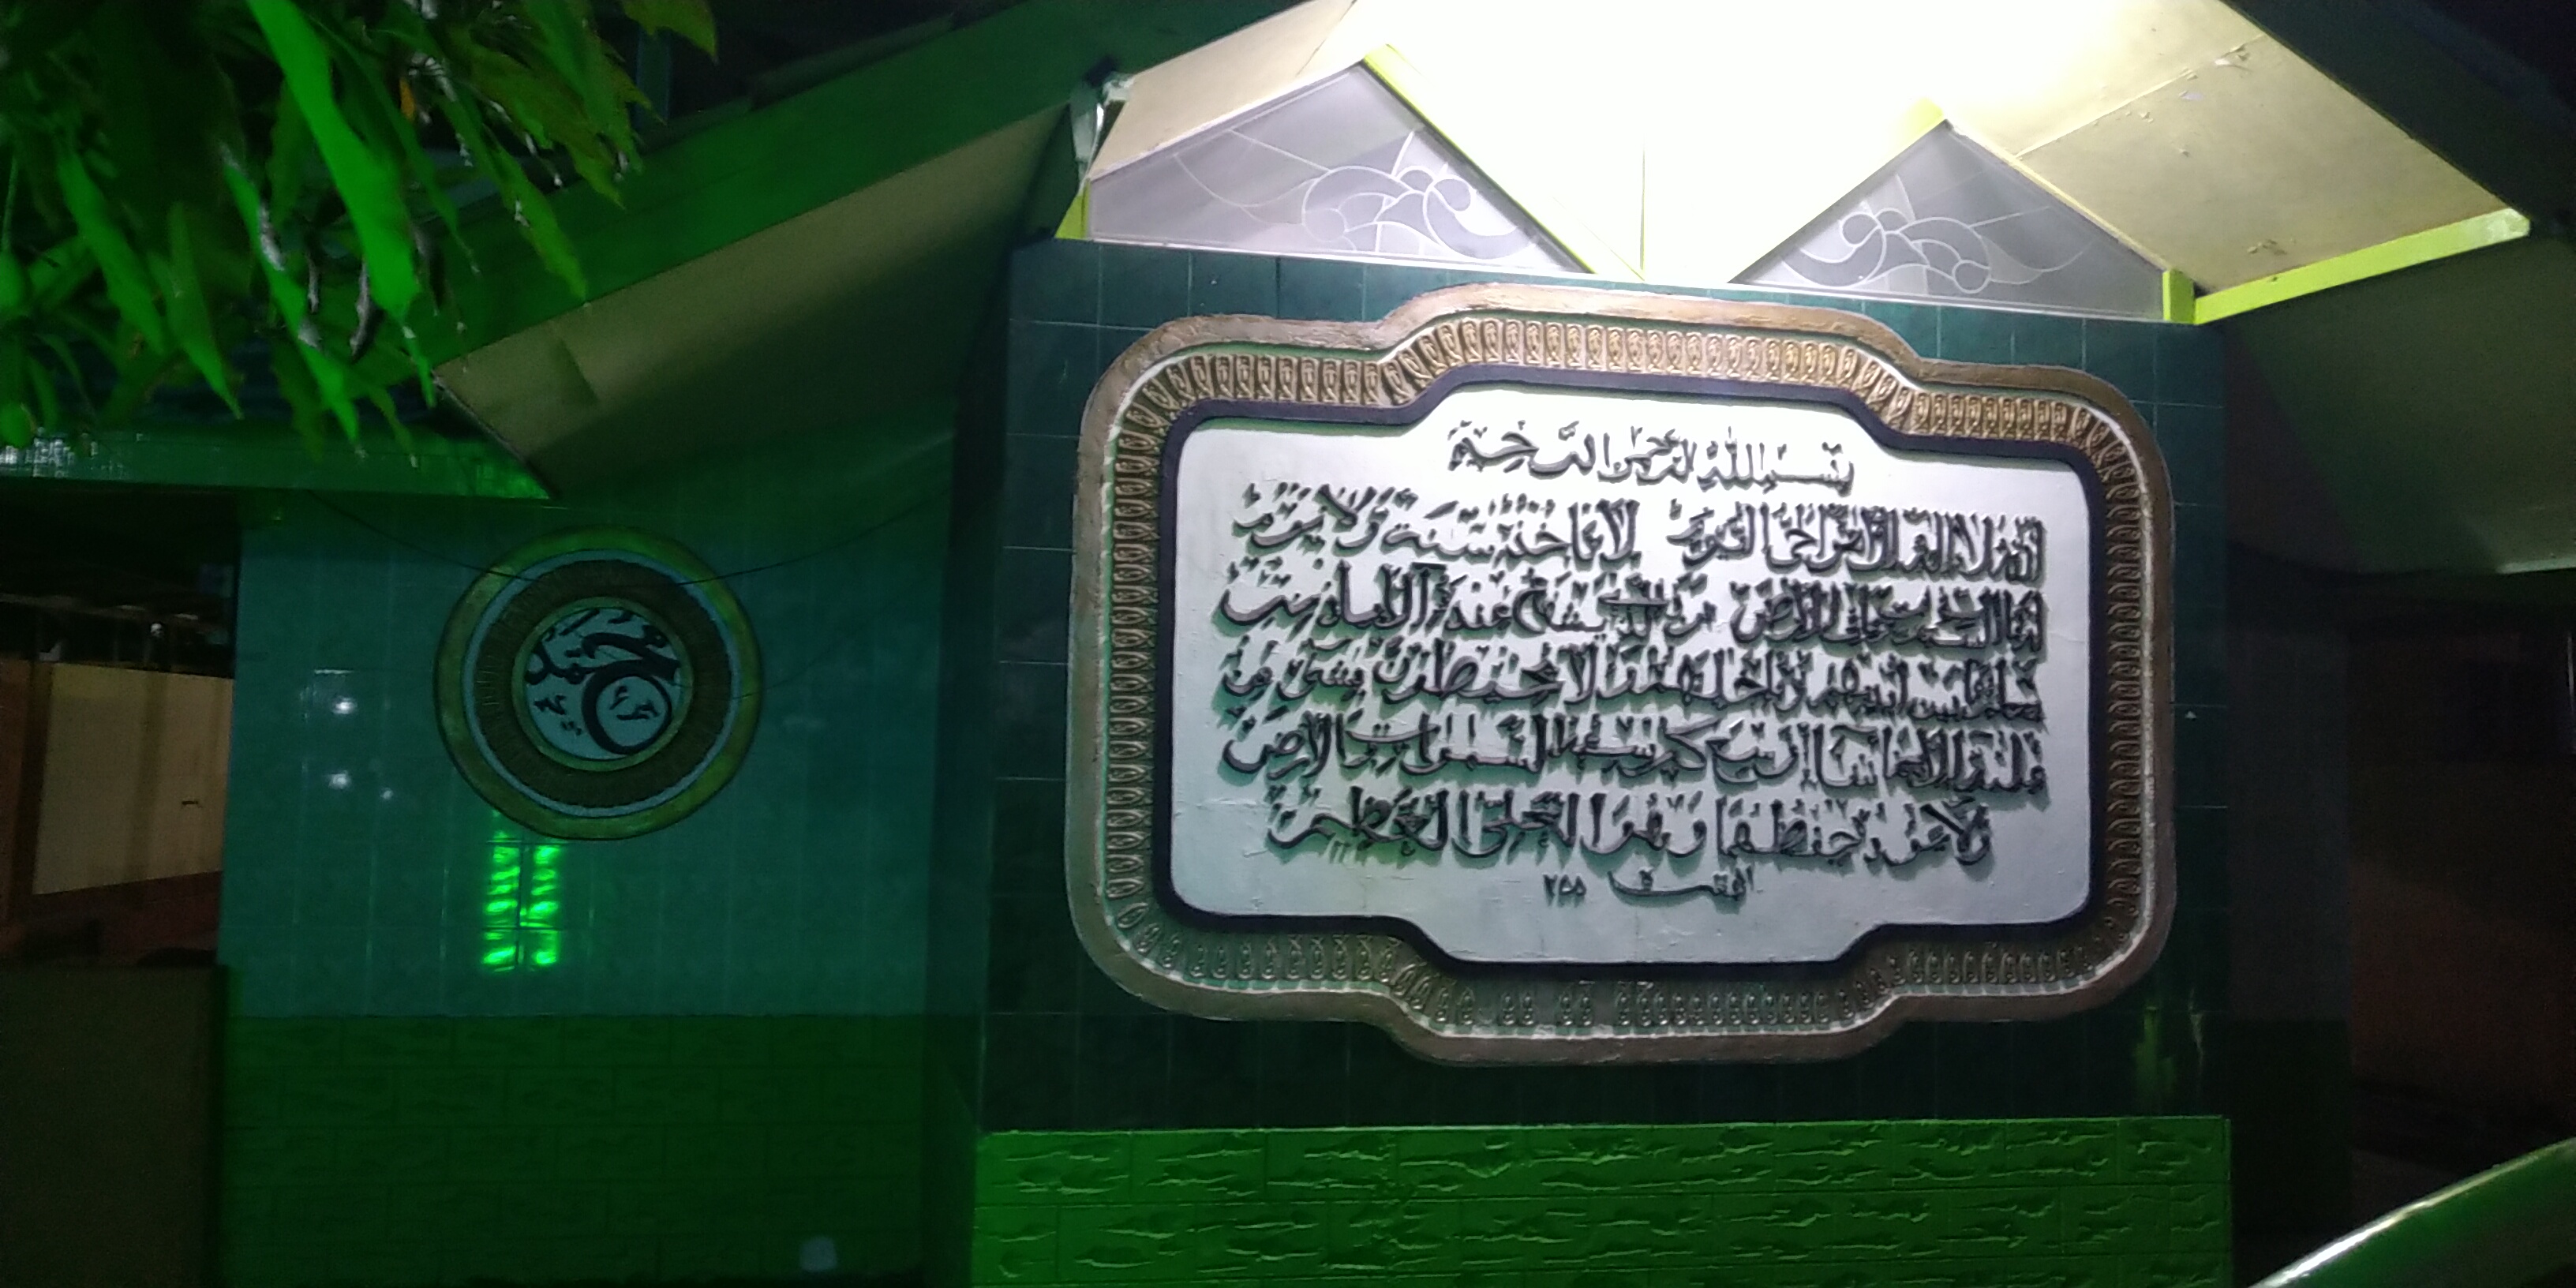 بسم الله الرحمن الرحيم
الله لا إله إلا هو الحي القيوم لا تأخذه سنة ولا نوم
له ما في السموات وما في الأرض من ذا الذي يشفع عنده إلا بإذنه
يعلم ما بين أيديهم وما خلفهم ولا يحيطون بشيء من
علمه إلا بما شاء وسع كرسيه السموات والأرض
ولا يؤده حفظهما وهو العلي العظيم
البقرة ٢٥٥
محمد